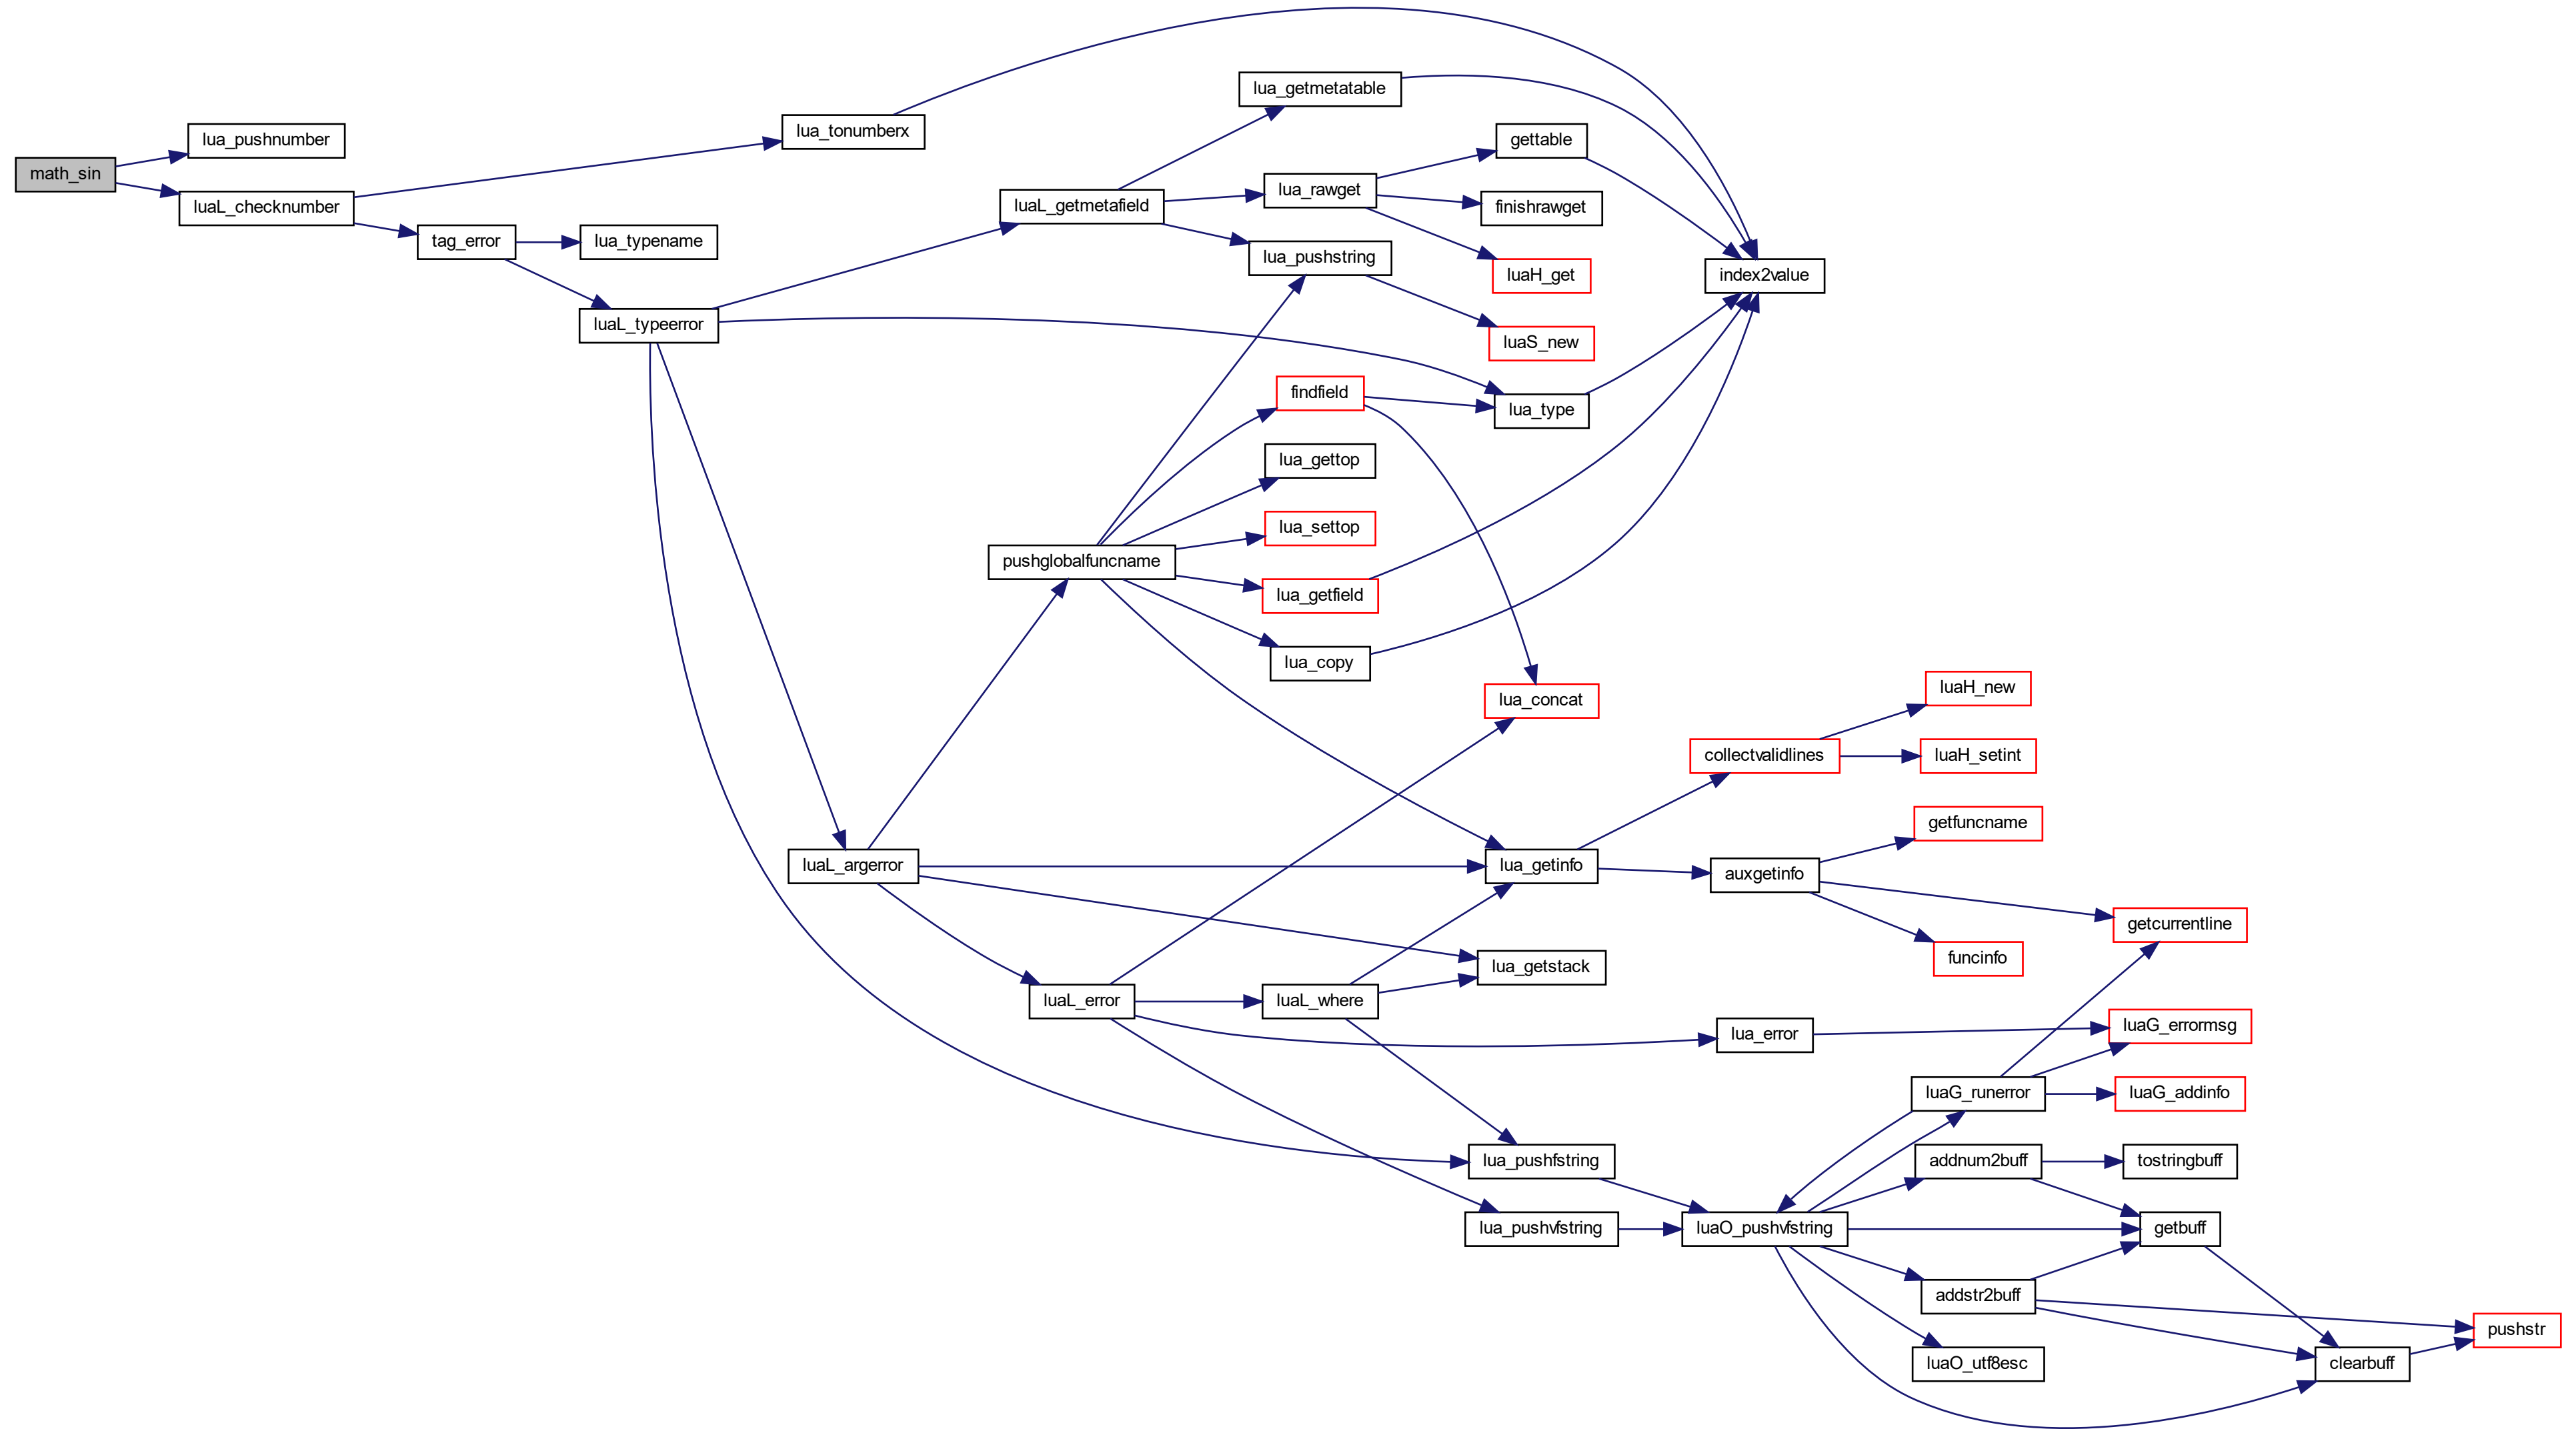 lua_getmetatable
lua_tonumberx
lua_pushnumber
gettable
math_sin
lua_rawget
luaL_checknumber
luaL_getmetafield
finishrawget
tag_error
lua_typename
lua_pushstring
luaH_get
index2value
luaL_typeerror
luaS_new
findfield
lua_type
lua_gettop
lua_settop
pushglobalfuncname
lua_getfield
lua_copy
luaH_new
lua_concat
collectvalidlines
luaH_setint
getfuncname
luaL_argerror
lua_getinfo
auxgetinfo
getcurrentline
lua_getstack
funcinfo
luaL_error
luaL_where
lua_error
luaG_errormsg
luaG_runerror
luaG_addinfo
lua_pushfstring
addnum2buff
tostringbuff
lua_pushvfstring
luaO_pushvfstring
getbuff
addstr2buff
pushstr
luaO_utf8esc
clearbuff